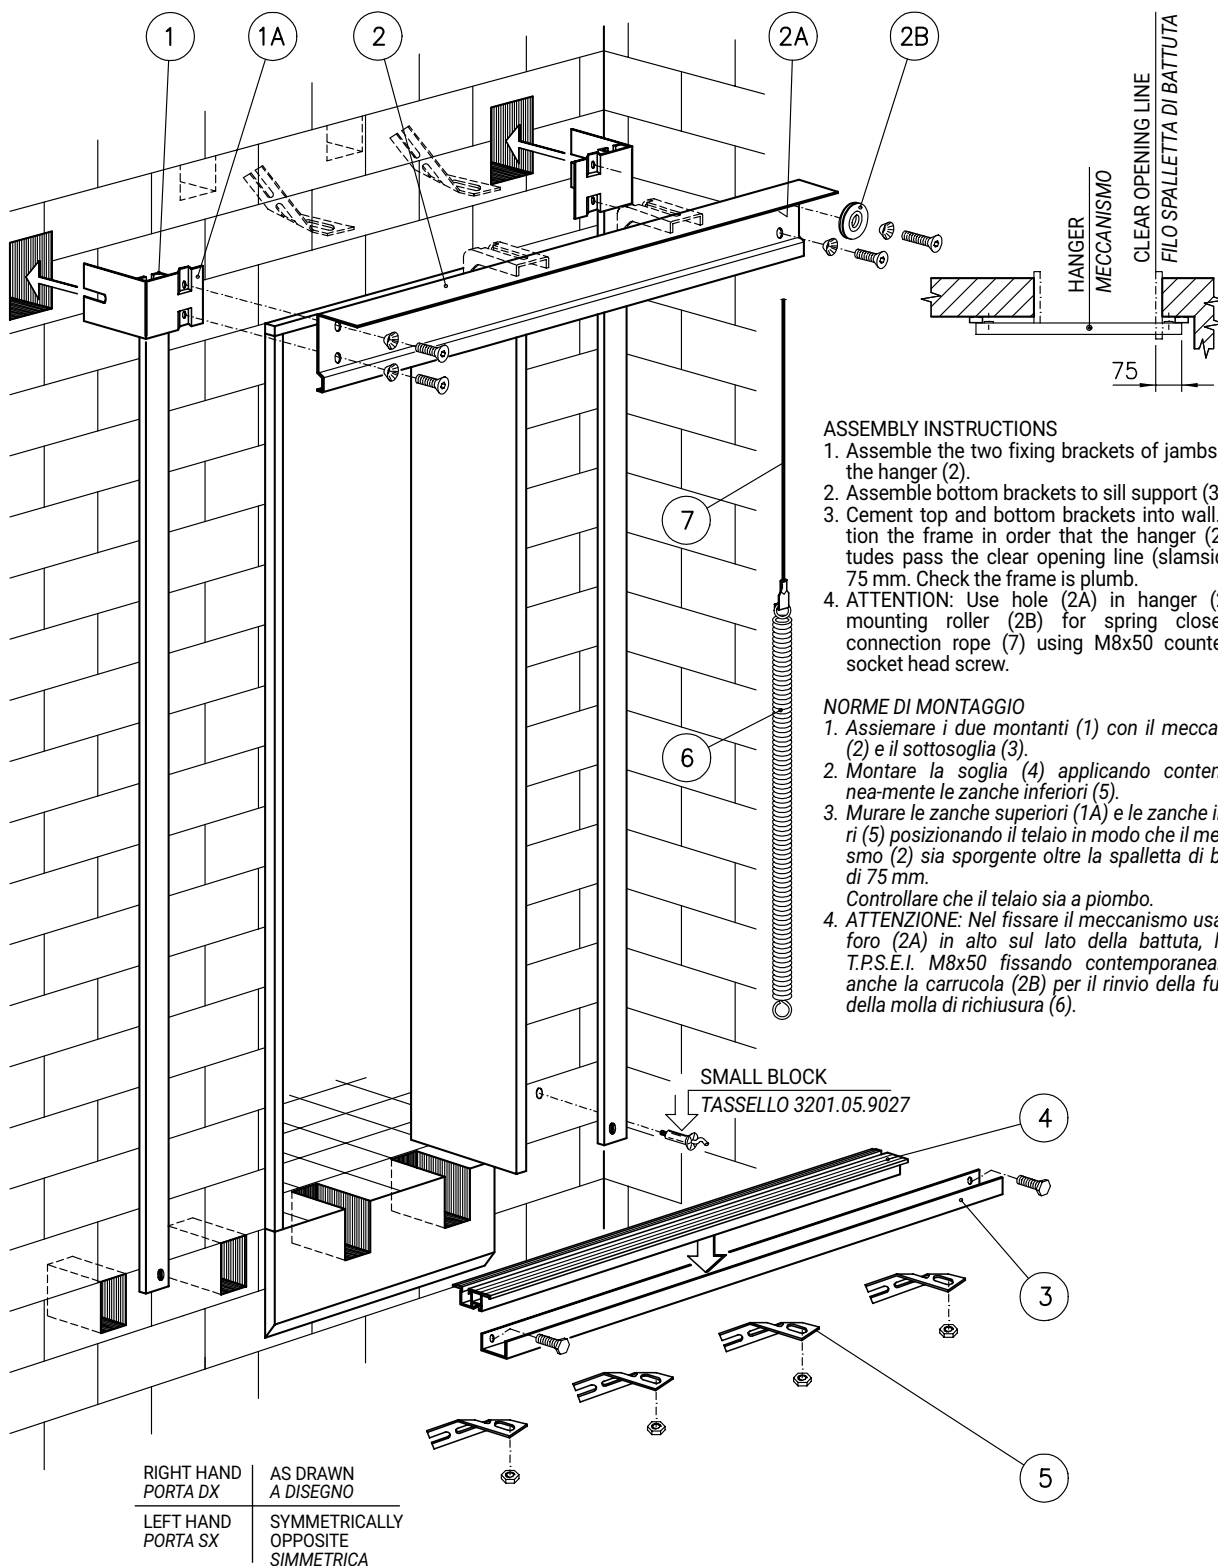 1
1A
2
2A
2B
HANGER
MECCANISMO
CLEAR OPENING LINE
FILO SPALLETTA DI BATTUTA
75
ASSEMBLY INSTRUCTIONS
1. Assemble the two fixing brackets of jambs
the hanger (2).
2. Assemble bottom brackets to sill support (3
3. Cement top and bottom brackets into wall.
tion the frame in order that the hanger (2
tudes pass the clear opening line (slamsi
75 mm. Check the frame is plumb.
4. ATTENTION: Use hole (2A) in hanger (
mounting roller (2B) for spring close
connection rope (7) using M8x50 counte
socket head screw.
7
NORME DI MONTAGGIO
1. Assiemare i due montanti (1) con il mecca
(2) e il sottosoglia (3).
2. Montare la soglia (4) applicando conten
nea-mente le zanche inferiori (5).
3. Murare le zanche superiori (1A) e le zanche i
ri (5) posizionando il telaio in modo che il me
smo (2) sia sporgente oltre la spalletta di b
di 75 mm.
Controllare che il telaio sia a piombo.
4. ATTENZIONE: Nel fissare il meccanismo usa
foro (2A) in alto sul lato della battuta, l
T.P.S.E.I. M8x50 fissando contemporanea
anche la carrucola (2B) per il rinvio della fu
della molla di richiusura (6).
6
SMALL BLOCK
TASSELLO 3201.05.9027
4
3
5
RIGHT HAND AS DRAWN
PORTA DX A DISEGNO
LEFT HAND SYMMETRICALLY
PORTA SX OPPOSITE
SIMMETRICA